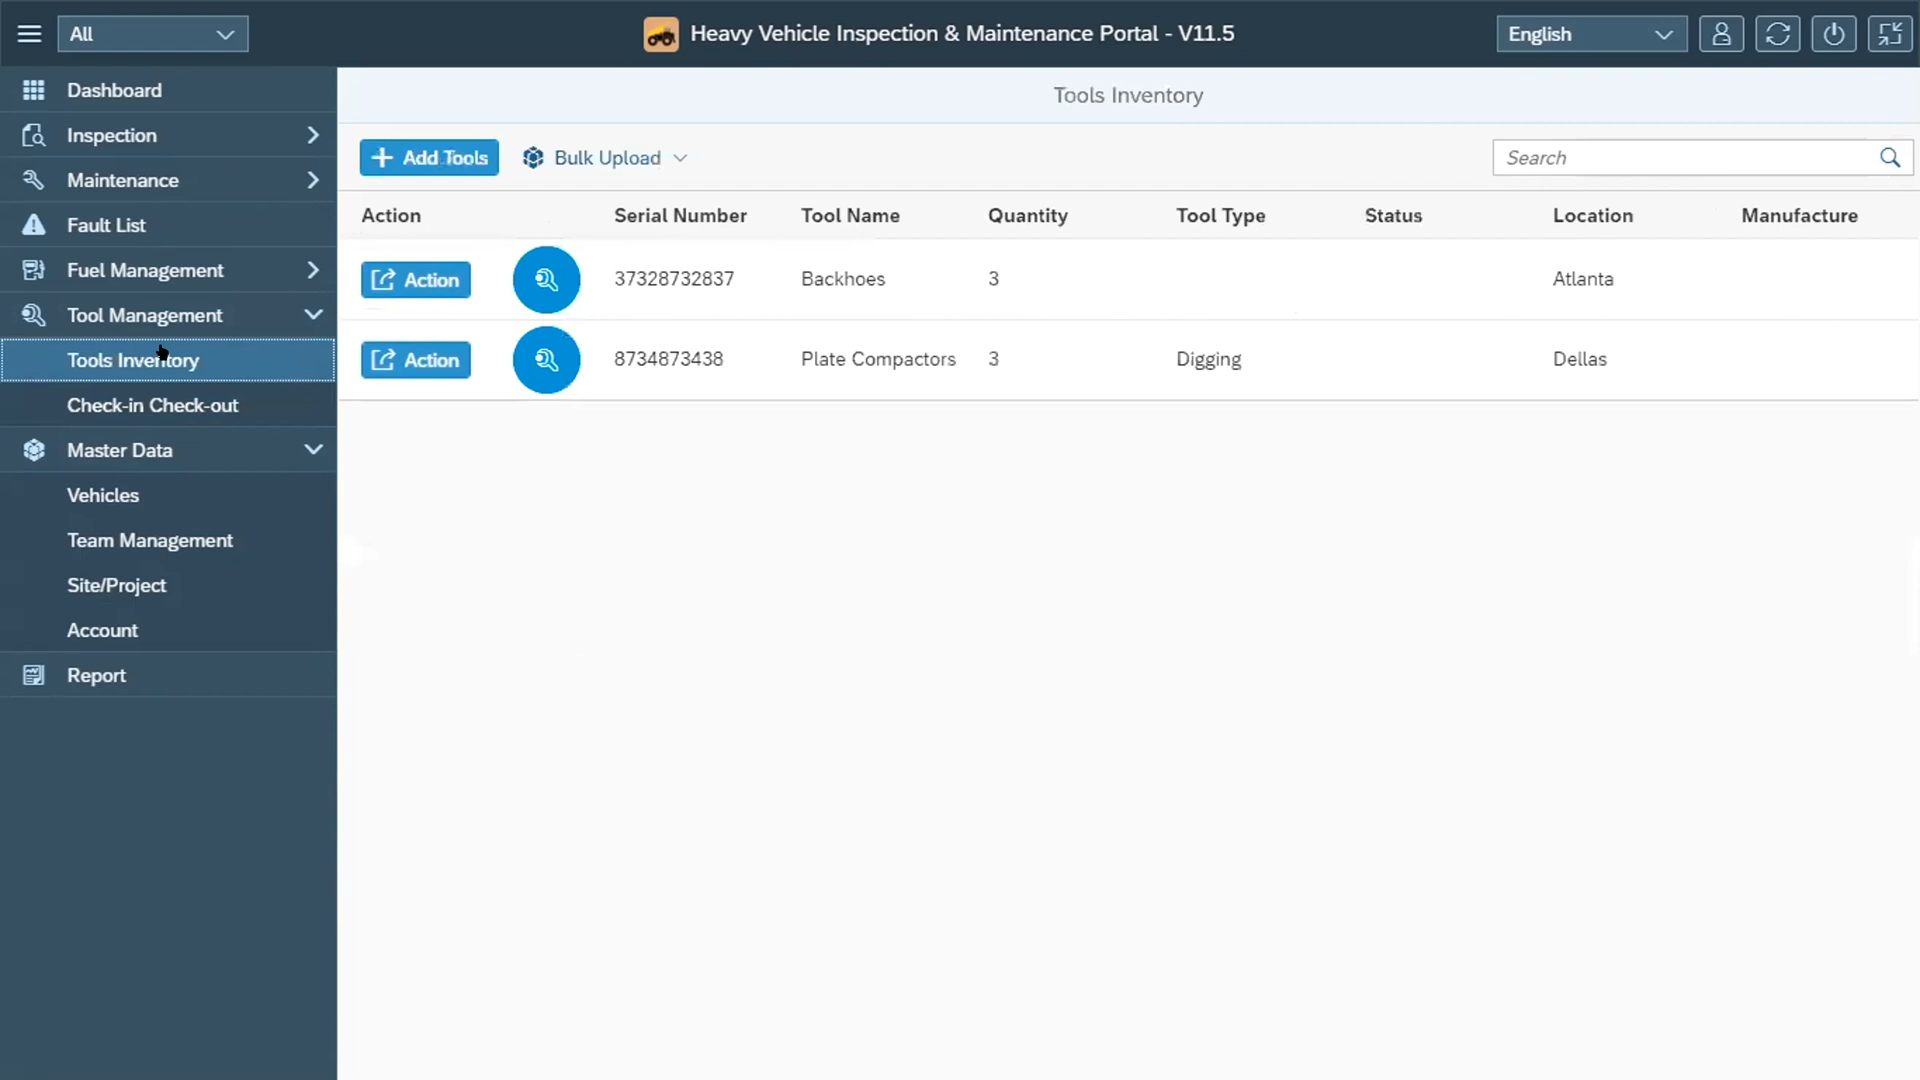 All
Heavy Vehicle Inspection & Maintenance Portal - V11.5
English
Dashboard
Inspection
Maintenance
Fault List
Fuel Management
Tool Management
Tools Inventory
Check-in Check-out
Master Data
Vehicles
Team Management
Site/Project
Account
Report
Tools Inventory
Add Tools
Bulk Upload
Search
Action Serial Number Tool Name Quantity Tool Type Status Location Manufacture
Action 37328732837 Backhoes 3 Atlanta
Action 8734873438 Plate Compactors 3 Digging Dellas